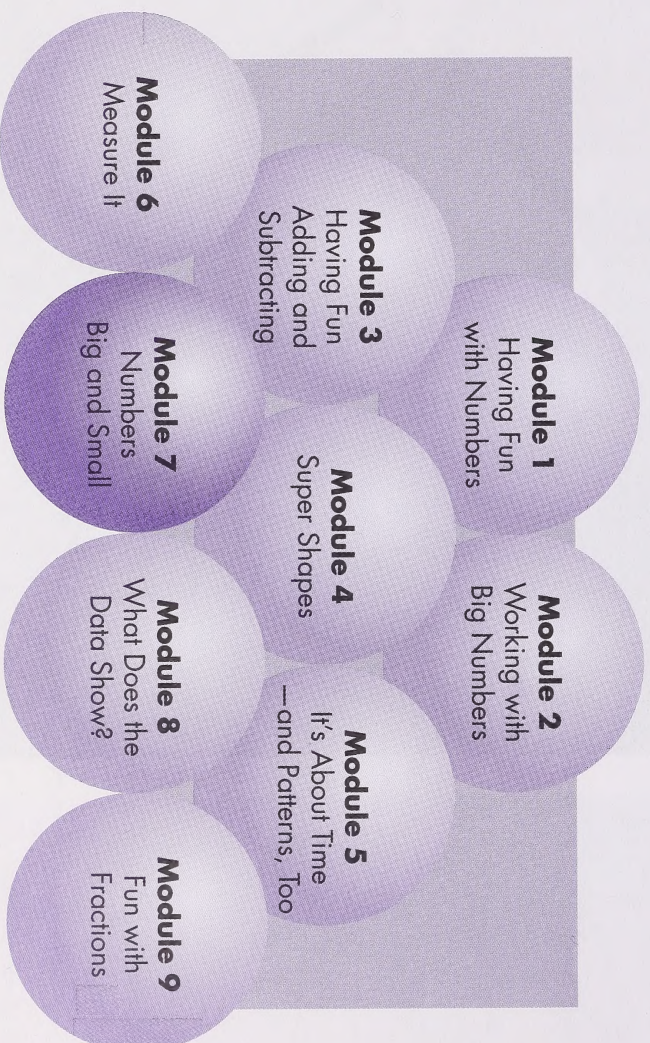 Module 1
Having Fun
with Numbers
Module 2
Working with
Big Numbers
Module 3
Having Fun
Adding and
Subtracting
Module 4
Super Shapes
Module 5
It's About Time
—and Patterns, Too
Module 6
Measure It
Module 7
Numbers
Big and Small
Module 8
What Does the
Data Show?
Module 9
Fun with
Fractions